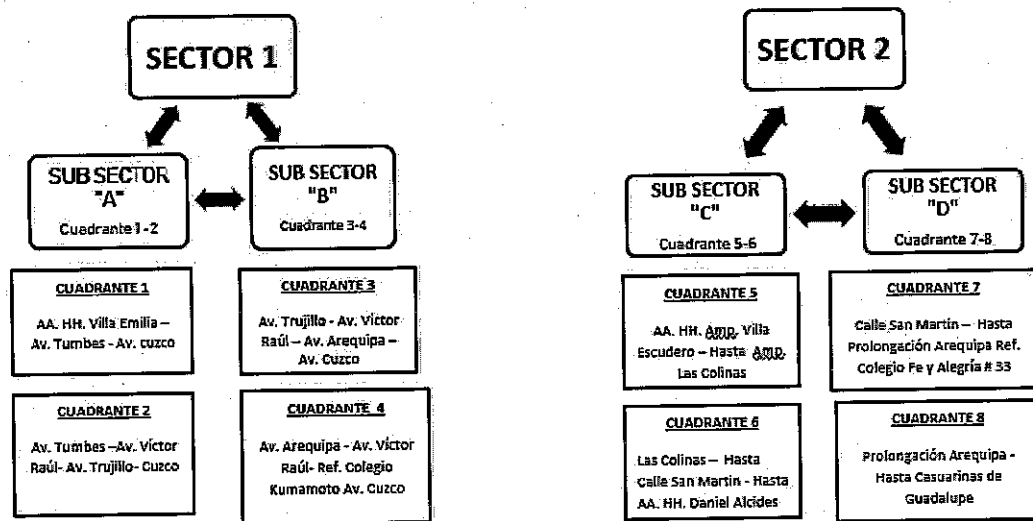 SECTOR 1
SUB SECTOR
"A"
Cuadrante 1-2
SUB SECTOR
"B"
Cuadrante 3-4
CUADRANTE 1
AA. HH. Villa Emilia –
Av. Tumbes - Av. cuzco
CUADRANTE 3
Av. Trujillo - Av. Victor
Raúl – Av. Arequipa –
Av. Cuzco
CUADRANTE 2
Av. Tumbes –Av. Víctor
Raúl- Av. Trujillo- Cuzco
CUADRANTE 4
Av. Arequipa - Av. Víctor
Raúl- Ref. Colegio
Kumamoto Av. Cuzco
SECTOR 2
SUB SECTOR
"C"
Cuadrante 5-6
SUB SECTOR
"D"
Cuadrante 7-8
CUADRANTE 5
AA. HH. Amp. Villa
Escudero – Hasta Amp.
Las Colinas
CUADRANTE 7
Calle San Martin – Hasta
Prolongación Arequipa Ref.
Colegio Fe y Alegría # 33
CUADRANTE 6
Las Colinas – Hasta
Calle San Martin - Hasta
AA. HH. Daniel Alcides
CUADRANTE 8
Prolongación Arequipa -
Hasta Casuarinas de
Guadalupe